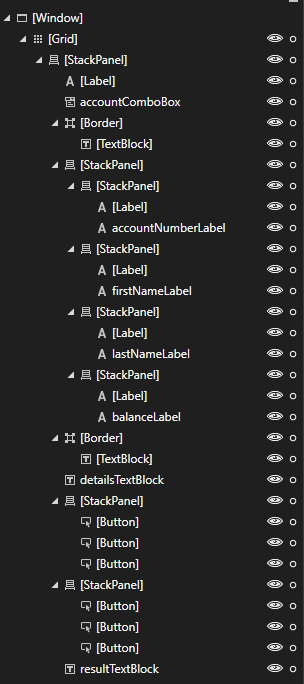 [Window]
[Grid]
[StackPanel]
[Label]
accountComboBox
[Border]
[TextBlock]
[StackPanel]
[StackPanel]
[Label]
accountNumberLabel
[StackPanel]
[Label]
firstNameLabel
[StackPanel]
[Label]
lastNameLabel
[StackPanel]
[Label]
balanceLabel
[Border]
[TextBlock]
detailsTextBlock
[StackPanel]
[Button]
[Button]
[Button]
[StackPanel]
[Button]
[Button]
[Button]
resultTextBlock